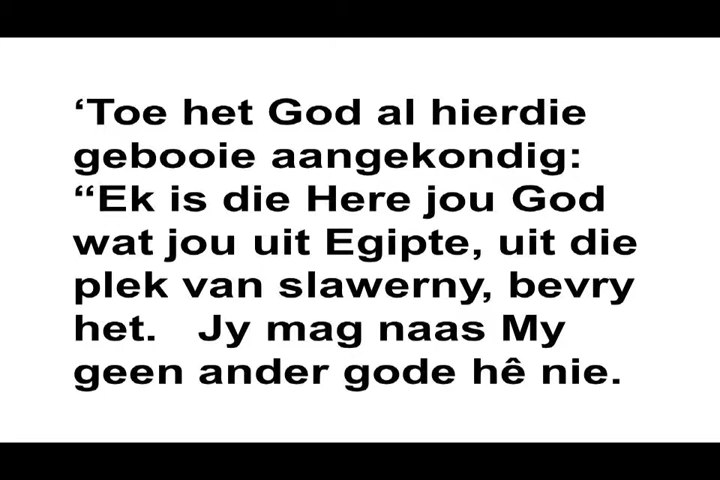 ‘Toe het God al hierdie
gebooie aangekondig:
“Ek is die Here jou God
wat jou uit Egipte, uit die
plek van slawerny, bevry
het.   Jy mag naas My
geen ander gode hê nie.